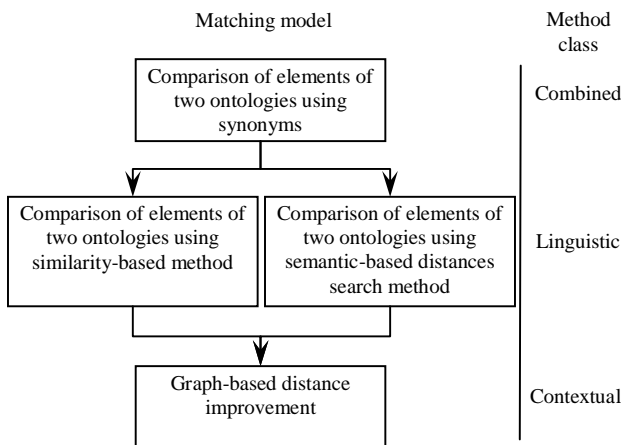 Matching model
Method
class
Comparison of elements of
two ontologies using
synonyms
Combined
Comparison of elements of
two ontologies using
similarity-based method
Comparison of elements of
two ontologies using
semantic-based distances
search method
Linguistic
Graph-based distance
improvement
Contextual